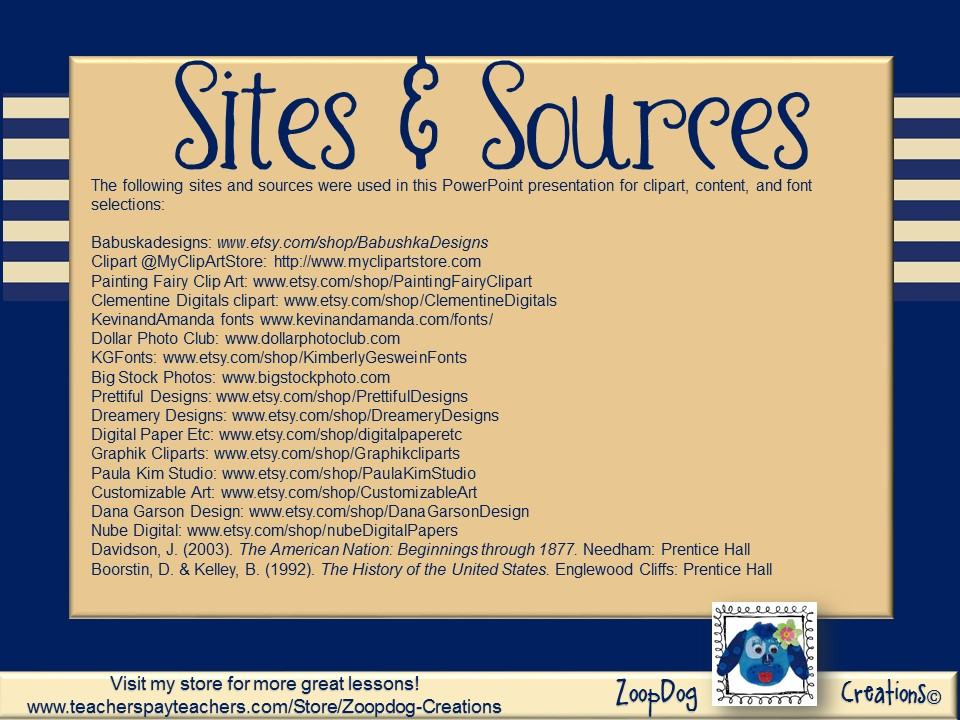 Sites & Sources
The following sites and sources were used in this PowerPoint presentation for clipart, content, and font
selections:
Babuskadesigns: www.etsy.com/shop/BabushkaDesigns
Clipart @MyClipArtStore: http://www.myclipartstore.com
Painting Fairy Clip Art: www.etsy.com/shop/PaintingFairyClipart
Clementine Digitals clipart: www.etsy.com/shop/ClementineDigitals
KevinandAmanda fonts www.kevinandamanda.com/fonts/
Dollar Photo Club: www.dollarphotoclub.com
KGFonts: www.etsy.com/shop/KimberlyGesweinFonts
Big Stock Photos: www.bigstockphoto.com
Prettiful Designs: www.etsy.com/shop/PrettifulDesigns
Dreamery Designs: www.etsy.com/shop/DreameryDesigns
Digital Paper Etc: www.etsy.com/shop/digitalpaperetc
Graphik Cliparts: www.etsy.com/shop/Graphikcliparts
Paula Kim Studio: www.etsy.com/shop/PaulaKimStudio
Customizable Art: www.etsy.com/shop/CustomizableArt
Dana Garson Design: www.etsy.com/shop/DanaGarsonDesign
Nube Digital: www.etsy.com/shop/nubeDigitalPapers
Davidson, J. (2003). The American Nation: Beginnings through 1877. Needham: Prentice Hall
Boorstin, D. & Kelley, B. (1992). The History of the United States. Englewood Cliffs: Prentice Hall
Visit my store for more great lessons!
www.teacherspayteachers.com/Store/Zoopdog-Creations
ZoopDog Creations©